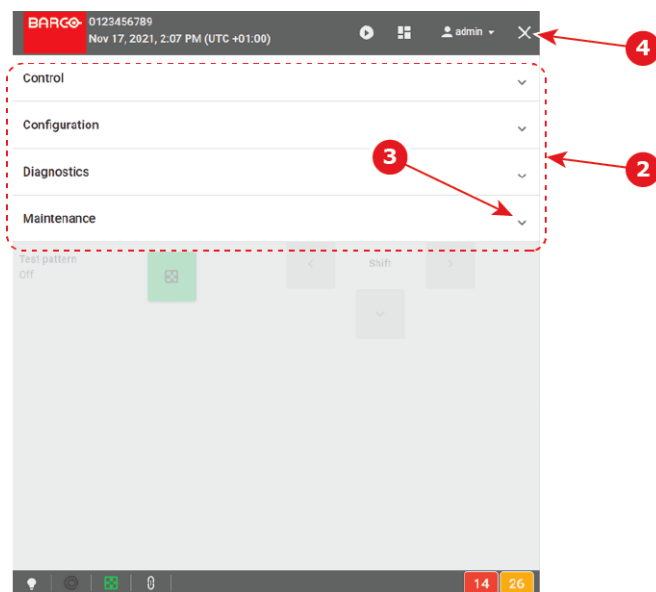 BARCO
0123456789
Nov 17, 2021, 2:07 PM (UTC +01:00)
admin
4
Control
Configuration
3
2
Diagnostics
Maintenance
Test pattern
Off
Shift
14
26